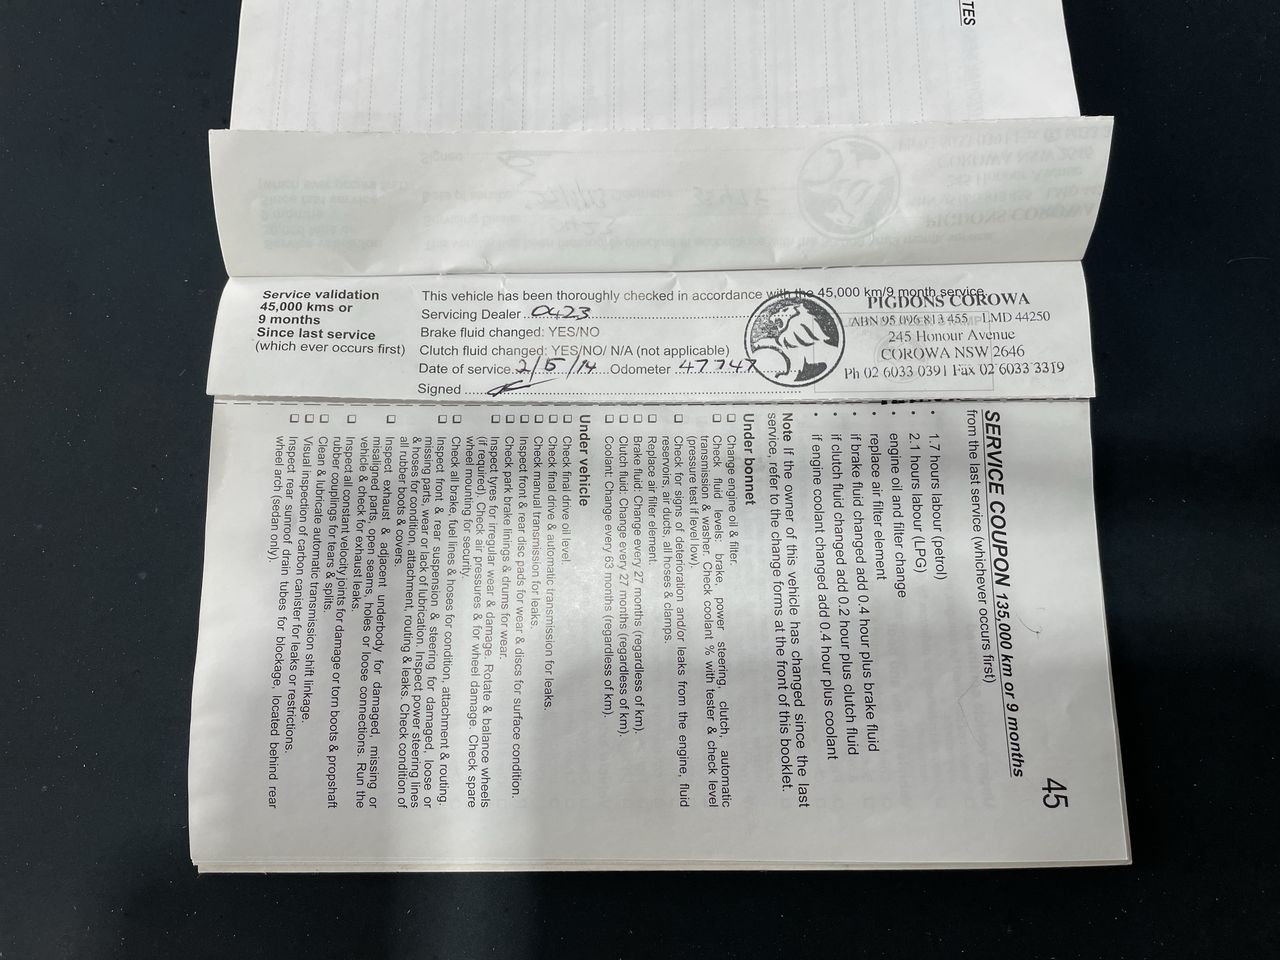 TES
Service validation
45,000 kms or
9 months
Since last service
(which ever occurs first)
This vehicle has been thoroughly checked in accordance with the 45,000 km/9 month service.
Servicing Dealer..0423
Brake fluid changed: YES/NO
Clutch fluid changed: YES/NO/ N/A (not applicable)
Date of service..2/5/14..Odometer .47747
Signed
PIGDONS COROWA
ABN 95 096 813 455 LMD 44250
245 Honour Avenue
COROWA NSW 2646
Ph 02 6033 0391 Fax 02 6033 3319
45
SERVICE COUPON 135,000 km or 9 months
from the last service (whichever occurs first)
• 1.7 hours labour (petrol)
• 2.1 hours labour (LPG)
• engine oil and filter change
• replace air filter element
• if brake fluid changed add 0.4 hour plus brake fluid
• if clutch fluid changed add 0.2 hour plus clutch fluid
• if engine coolant changed add 0.4 hour plus coolant
Note If the owner of this vehicle has changed since the last
service, refer to the change forms at the front of this booklet.
Under bonnet
❏ Change engine oil & filter.
❏ Check fluid levels: brake, power steering, clutch, automatic
transmission & washer. Check coolant % with tester & check level
(pressure test if level low).
❏ Check for signs of deterioration and/or leaks from the engine, fluid
reservoirs, air ducts, all hoses & clamps.
❏ Replace air filter element.
❏ Brake fluid: Change every 27 months (regardless of km).
❏ Clutch fluid: Change every 27 months (regardless of km).
❏ Coolant: Change every 63 months (regardless of km).
Under vehicle
❏ Check final drive oil level.
❏ Check final drive & automatic transmission for leaks.
❏ Check manual transmission for leaks.
❏ Inspect front & rear disc pads for wear & discs for surface condition.
❏ Check park brake linings & drums for wear.
❏ Inspect tyres for irregular wear & damage. Rotate & balance wheels
(if required). Check air pressures & for wheel damage. Check spare
wheel mounting for security.
❏ Check all brake, fuel lines & hoses for condition, attachment & routing.
❏ Inspect front & rear suspension & steering for damaged, loose or
missing parts, wear or lack of lubrication. Inspect power steering lines
& hoses for condition, attachment, routing & leaks. Check condition of
all rubber boots & covers.
❏ Inspect exhaust & adjacent underbody for damaged, missing or
misaligned parts, open seams, holes or loose connections. Run the
vehicle & check for exhaust leaks.
❏ Inspect all constant velocity joints for damage or torn boots & propshaft
rubber couplings for tears & splits.
❏ Clean & lubricate automatic transmission shift linkage.
❏ Visual inspection of carbon canister for leaks or restrictions.
❏ Inspect rear sunroof drain tubes for blockage, located behind rear
wheel arch (sedan only).